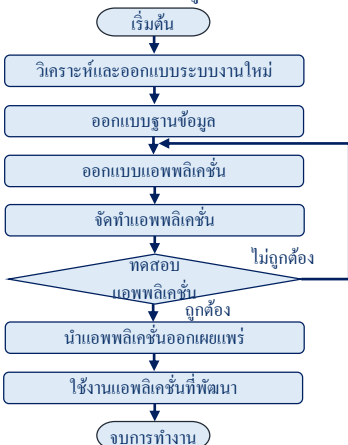 เริ่มต้น
วิเคราะห์และออกแบบระบบงานใหม่
ออกแบบฐานข้อมูล
ออกแบบแอพพลิเคชั่น
จัดทำแอพพลิเคชั่น
ทดสอบ
แอพพลิเคชั่น
ไม่ถูกต้อง
ถูกต้อง
นำแอพพลิเคชั่นออกเผยแพร่
ใช้งานแอพลิเคชั่นที่พัฒนา
จบการทำงาน